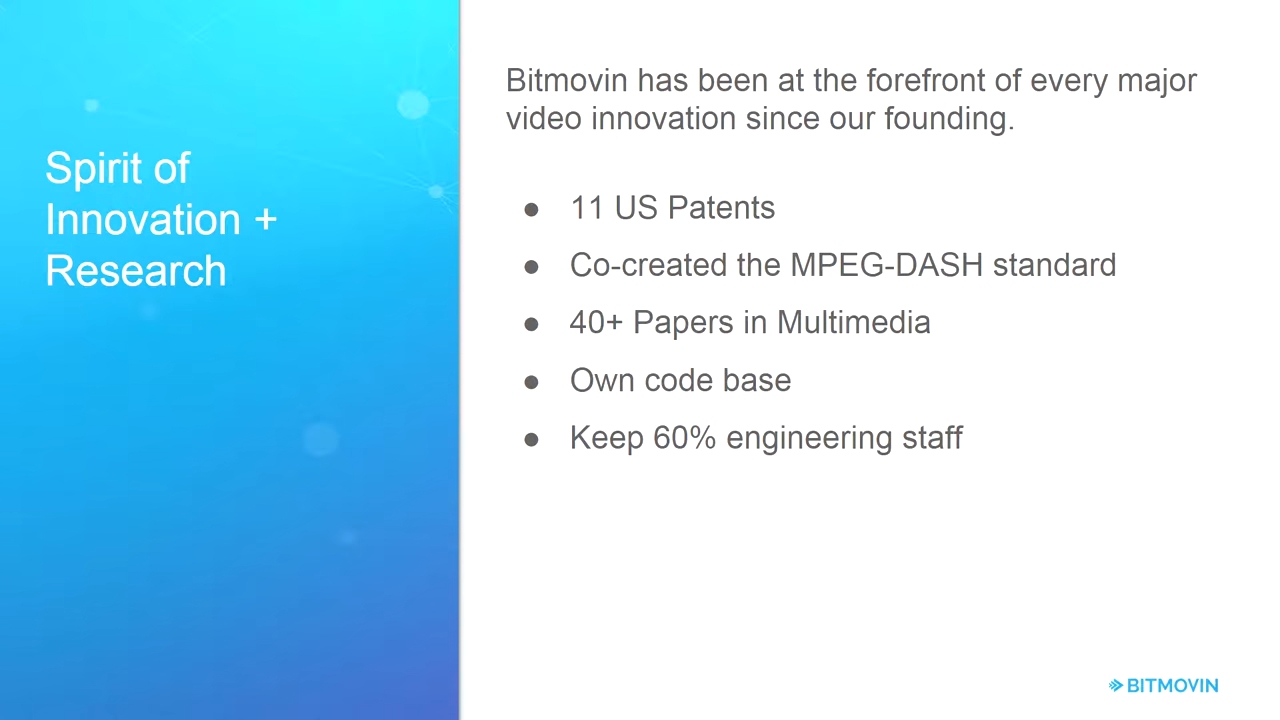 Spirit of
Innovation +
Research
Bitmovin has been at the forefront of every major
video innovation since our founding.
● 11 US Patents
● Co-created the MPEG-DASH standard
● 40+ Papers in Multimedia
● Own code base
● Keep 60% engineering staff
BITMOVIN